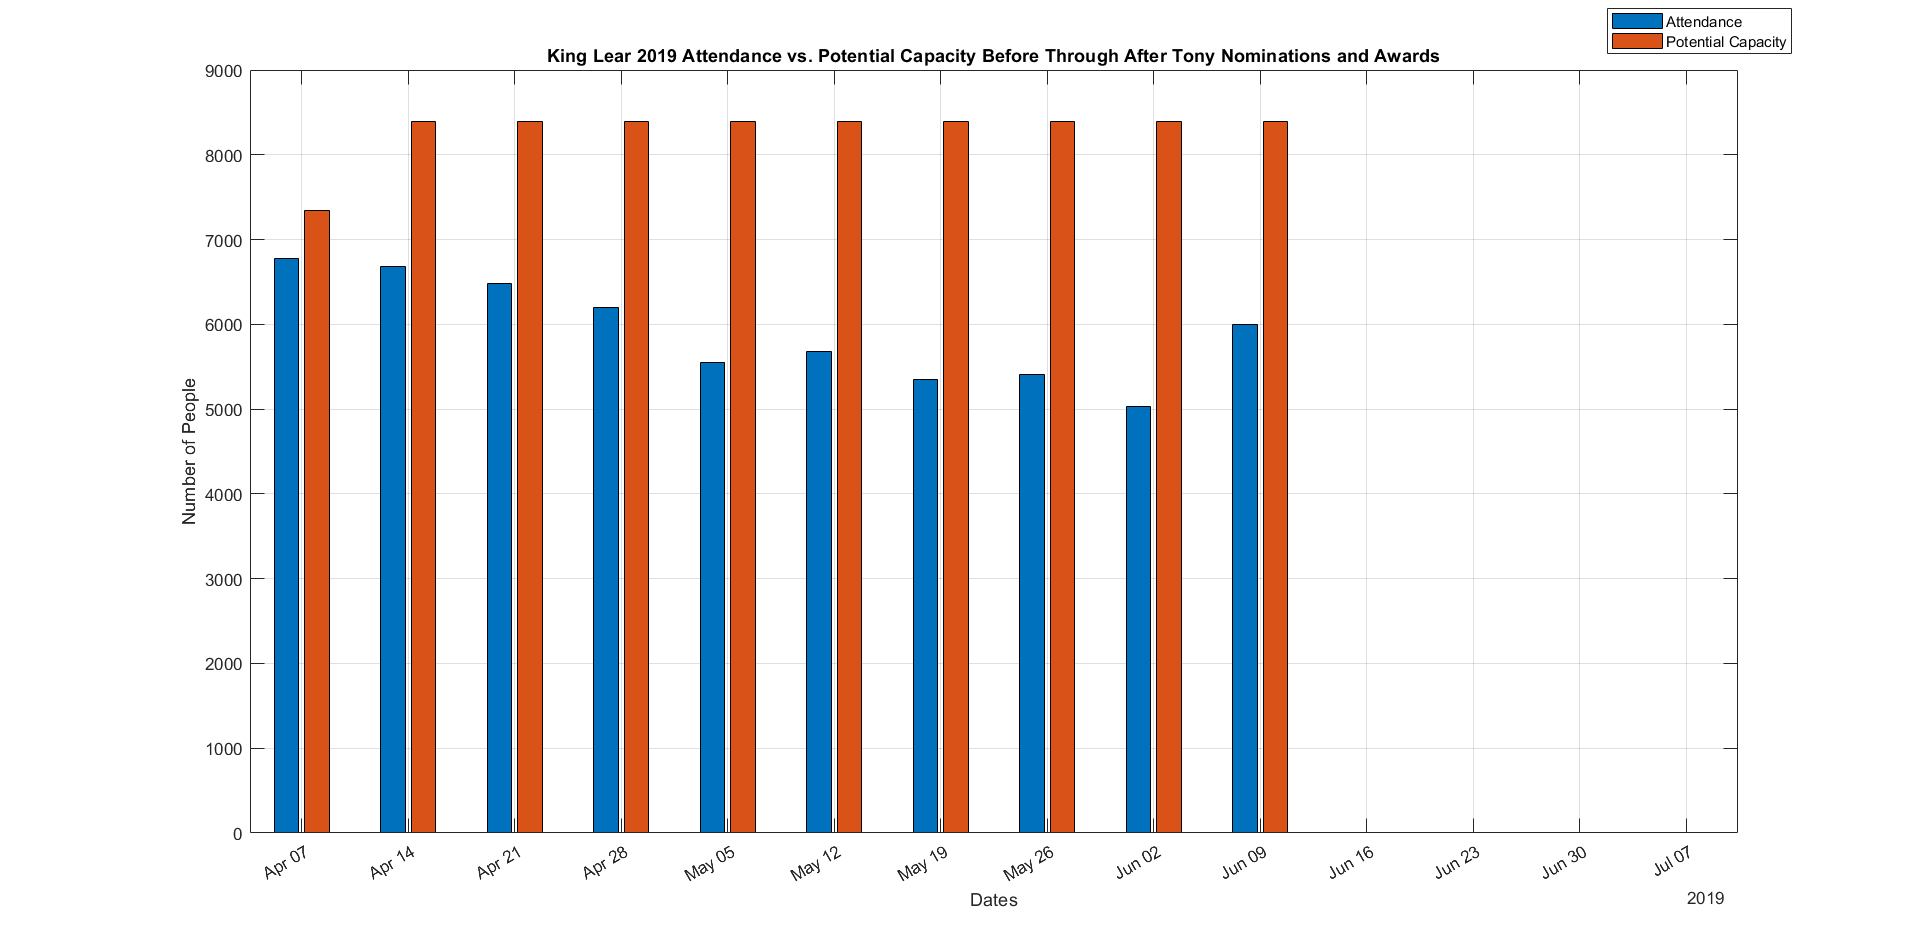 Attendance
Potential Capacity
King Lear 2019 Attendance vs. Potential Capacity Before Through After Tony Nominations and Awards
9000
8000
7000
6000
5000
4000
3000
2000
1000
0
Number of People
Apr 07 Apr 14 Apr 21 Apr 28 May 05 May 12 May 19 May 26 Jun 02 Jun 09 Jun 16 Jun 23 Jun 30 Jul 07
Dates
2019